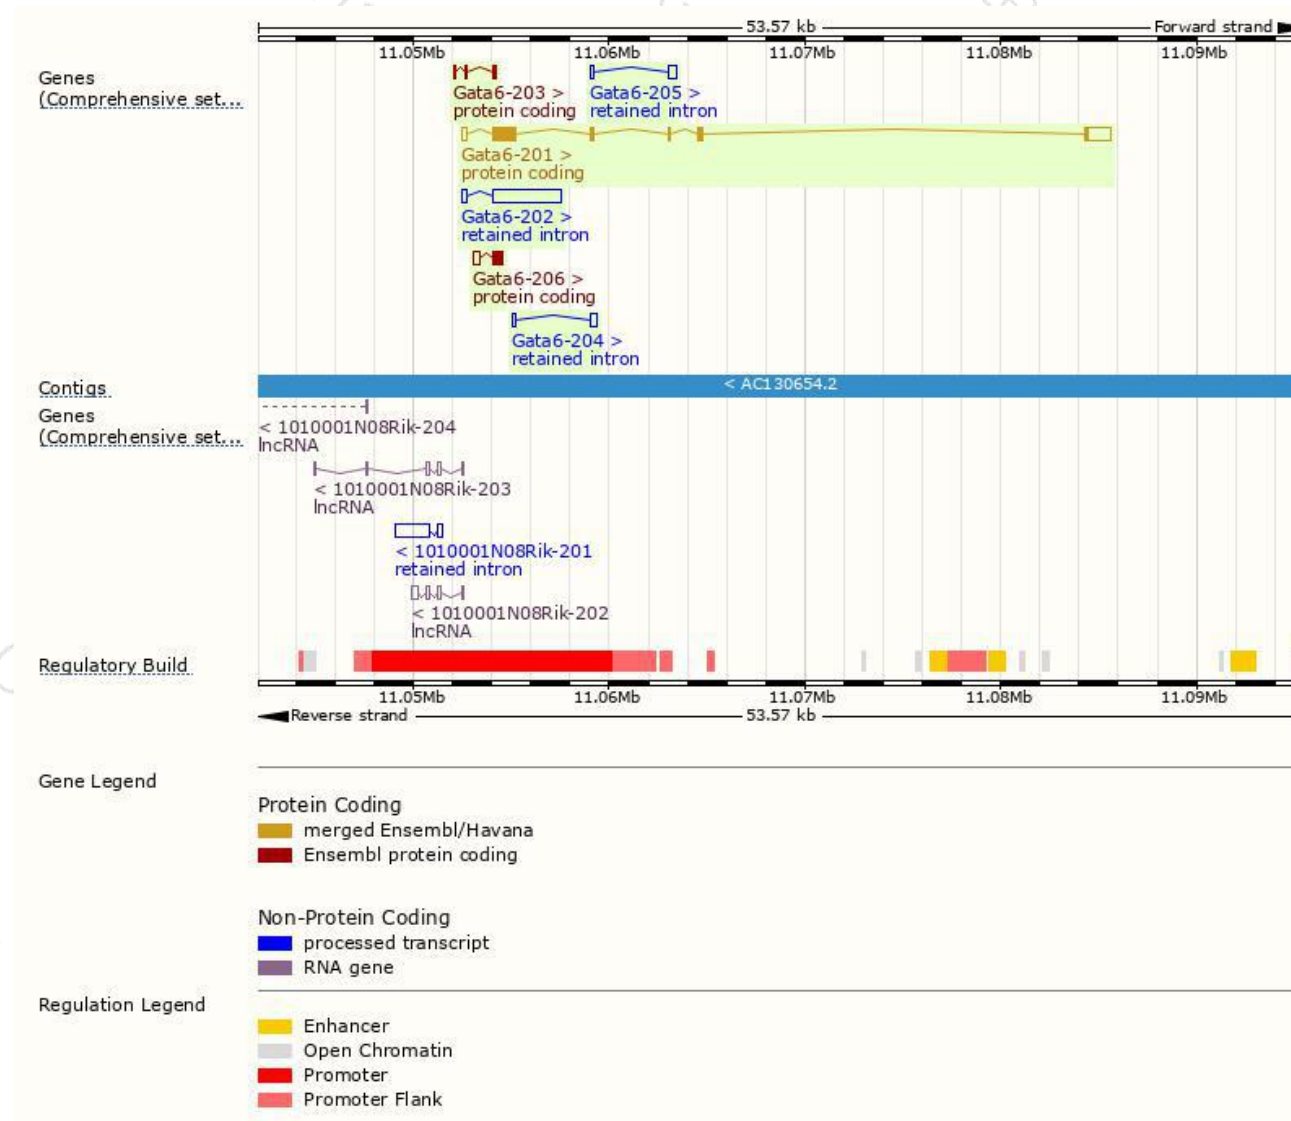 53.57 kb
Forward strand
11.05Mb 11.06Mb 11.07Mb 11.08Mb 11.09Mb
Genes
(Comprehensive set...
Gata6-203 >
protein coding
Gata6-205 >
retained intron
Gata6-201 >
protein coding
Gata6-202 >
retained intron
Gata6-206 >
protein coding
Gata6-204 >
retained intron
Contigs
< AC130654.2
Genes
(Comprehensive set...
< 1010001N08Rik-204
lncRNA
< 1010001N08Rik-203
lncRNA
< 1010001N08Rik-201
retained intron
< 1010001N08Rik-202
lncRNA
Regulatory Build
11.05Mb 11.06Mb 11.07Mb 11.08Mb 11.09Mb
Reverse strand
53.57 kb
Gene Legend
Protein Coding
merged Ensembl/Havana
Ensembl protein coding
Non-Protein Coding
processed transcript
RNA gene
Regulation Legend
Enhancer
Open Chromatin
Promoter
Promoter Flank